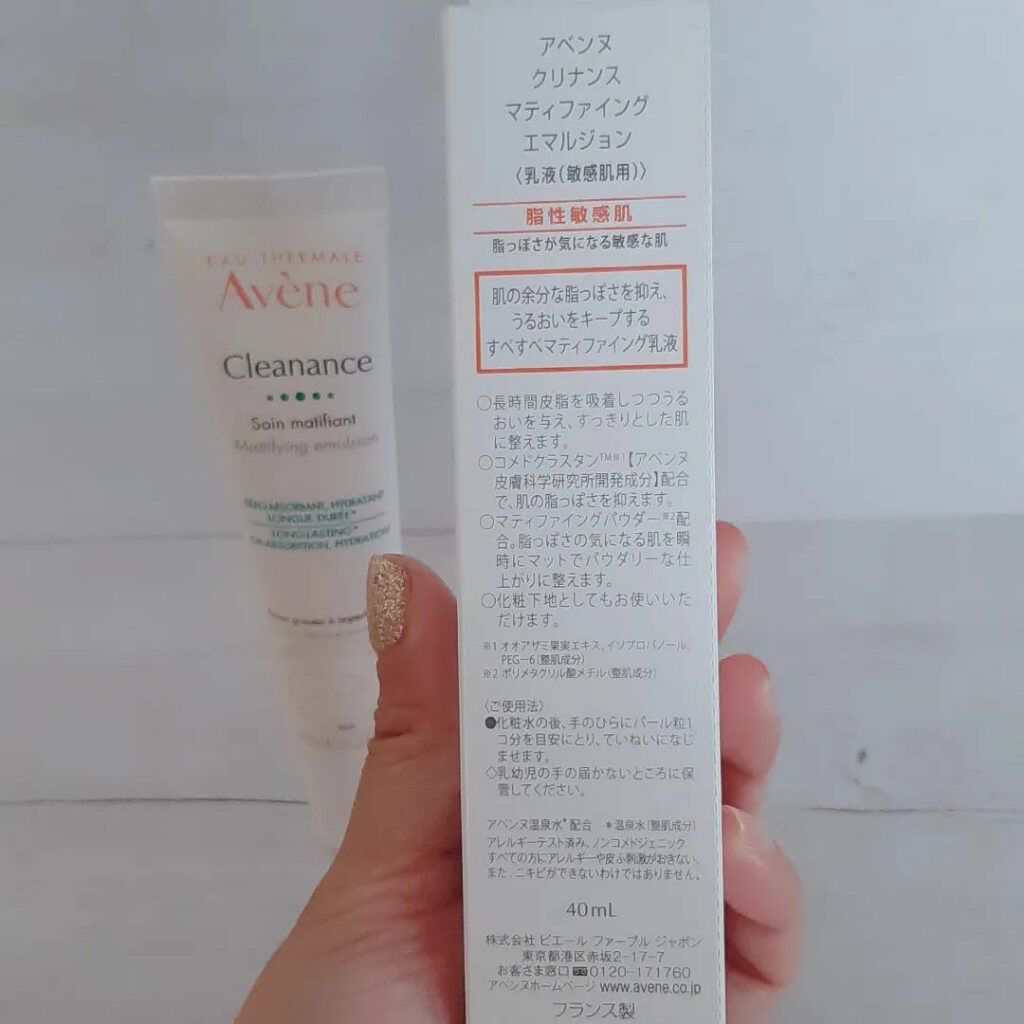 アベンヌ
クリナンス
マティファイング
エマルジョン
〈乳液(敏感肌用)〉
脂性敏感肌
脂っぽさが気になる敏感な肌
肌の余分な脂っぽさを抑え、
うるおいをキープする
すべすべマティファイング乳液
○長時間皮脂を吸着しつつうる
おいを与え、すっきりとした肌
に整えます。
○コメドクラスタンTM※1【アベンヌ
皮膚科学研究所開発成分】配合
で、肌の脂っぽさを抑えます。
○マティファイングパウダー※2配
合。脂っぽさの気になる肌を瞬
時にマットでパウダリーな仕
上がりに整えます。
○化粧下地としてもお使いいた
だけます。
※1 オオアザミ果実エキス、イソプロパノール、
PEG-6(整肌成分)
※2 ポリメタクリル酸メチル(整肌成分)
〈ご使用法〉
●化粧水の後、手のひらにパール粒1
コ分を目安にとり、ていねいになじ
ませます。
◇乳幼児の手の届かないところに保
管してください。
アベンヌ温泉水*配合 *温泉水(整肌成分)
アレルギーテスト済み、ノンコメドジェニック
すべての方にアレルギーや皮ふ刺激がおきない、
また、ニキビができないわけではありません。
40mL
株式会社 ピエール ファーブル ジャポン
東京都港区赤坂2-17-7
お客さま窓口 0120-171760
アベンヌホームページ www.avene.co.jp
フランス製
EAU THERMALE
Avène
Cleanance
Soin matifiant
Mattifying emulsion
SÉBO-ABSORBANT, HYDRATANT
LONGUE DURÉE*
LONG-LASTING*
ABSORPTION, HYDRATION